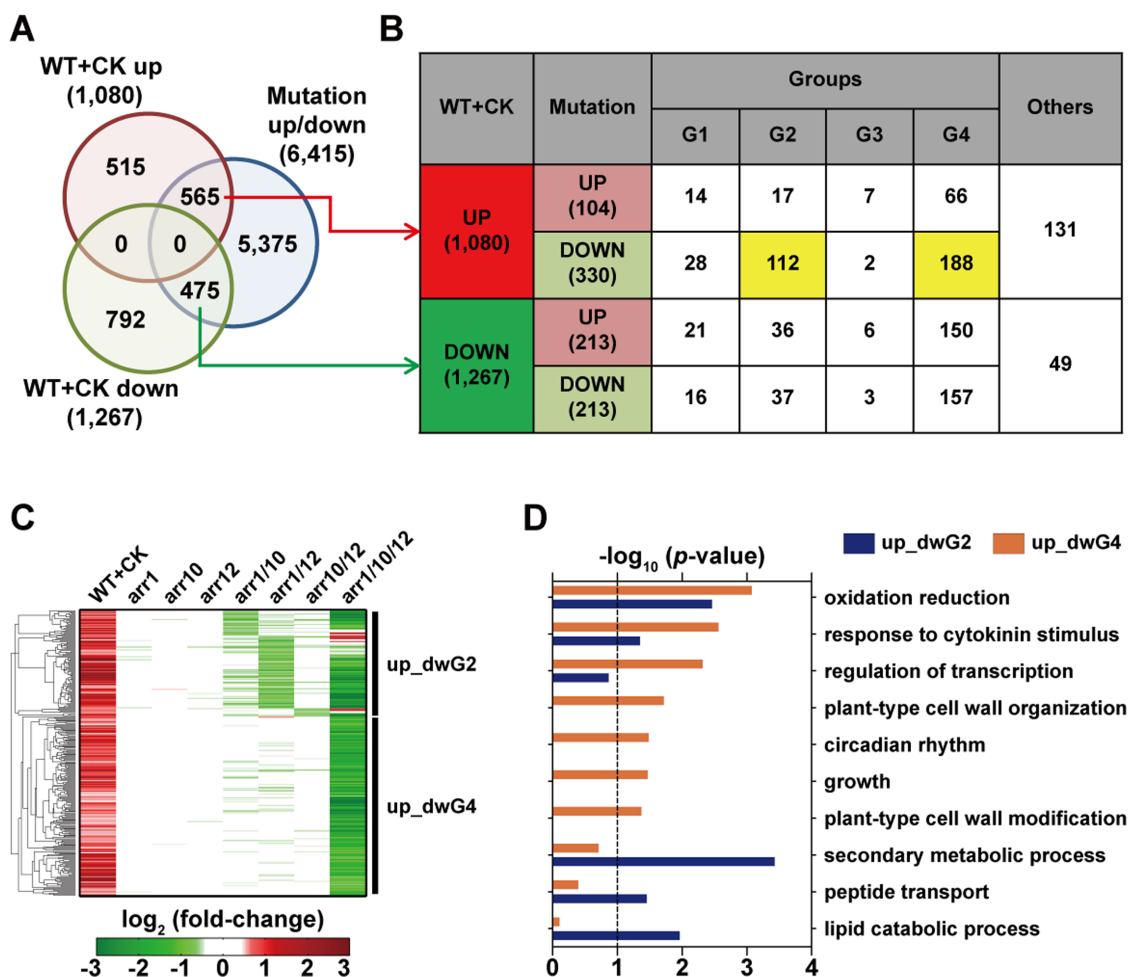 A
WT+CK up
(1,080)
Mutation
up/down
(6,415)
515
565
0
0
5,375
475
792
WT+CK down
(1,267)
B
WT+CK
Mutation
Groups
Others
G1
G2
G3
G4
UP
(1,080)
UP
(104)
14
17
7
66
131
DOWN
(330)
28
112
2
188
DOWN
(1,267)
UP
(213)
21
36
6
150
49
DOWN
(213)
16
37
3
157
C
WT+CK
arr1
arr10
arr12
arr1/10
arr1/12
arr10/12
arr1/10/12
up_dwG2
up_dwG4
log2 (fold-change)
-3 -2 -1 0 1 2 3
D
up_dwG2
up_dwG4
-log10 (p-value)
oxidation reduction
response to cytokinin stimulus
regulation of transcription
plant-type cell wall organization
circadian rhythm
growth
plant-type cell wall modification
secondary metabolic process
peptide transport
lipid catabolic process
0 1 2 3 4